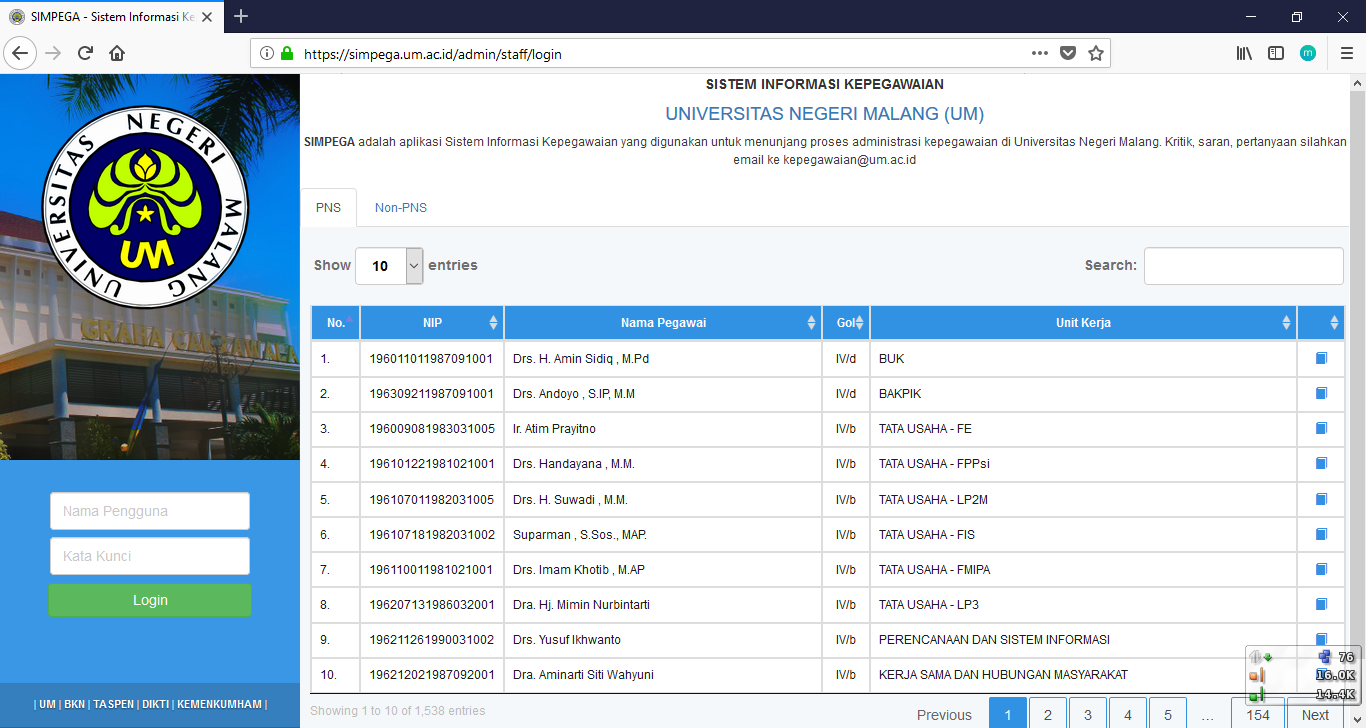 SIMPEGA - Sistem Informasi Ke
https://simpega.um.ac.id/admin/staff/login
m
UNIVERSITAS NEGERI MALANG
UM
GRAHA CAKRAWALA
Nama Pengguna
Kata Kunci
Login
| UM | BKN | TASPEN | DIKTI | KEMENKUMHAM |
SISTEM INFORMASI KEPEGAWAIAN
UNIVERSITAS NEGERI MALANG (UM)
SIMPEGA adalah aplikasi Sistem Informasi Kepegawaian yang digunakan untuk menunjang proses administrasi kepegawaian di Universitas Negeri Malang. Kritik, saran, pertanyaan silahkan
email ke kepegawaian@um.ac.id
PNS Non-PNS
Show 10 entries Search:
No. NIP Nama Pegawai Gol Unit Kerja
1. 196011011987091001 Drs. H. Amin Sidiq , M.Pd IV/d BUK
2. 196309211987091001 Drs. Andoyo , S.IP, M.M IV/d BAKPIK
3. 196009081983031005 Ir. Atim Prayitno IV/b TATA USAHA - FE
4. 196101221981021001 Drs. Handayana , M.M. IV/b TATA USAHA - FPPsi
5. 196107011982031005 Drs. H. Suwadi , M.M. IV/b TATA USAHA - LP2M
6. 196107181982031002 Suparman , S.Sos., MAP. IV/b TATA USAHA - FIS
7. 196110011981021001 Drs. Imam Khotib , M.AP IV/b TATA USAHA - FMIPA
8. 196207131986032001 Dra. Hj. Mimin Nurbintarti IV/b TATA USAHA - LP3
9. 196211261990031002 Drs. Yusuf Ikhwanto IV/b PERENCANAAN DAN SISTEM INFORMASI
10. 196212021987092001 Dra. Aminarti Siti Wahyuni IV/b KERJA SAMA DAN HUBUNGAN MASYARAKAT
Showing 1 to 10 of 1,538 entries
Previous 1 2 3 4 5 … 154 Next
76
16.0K
14.4K